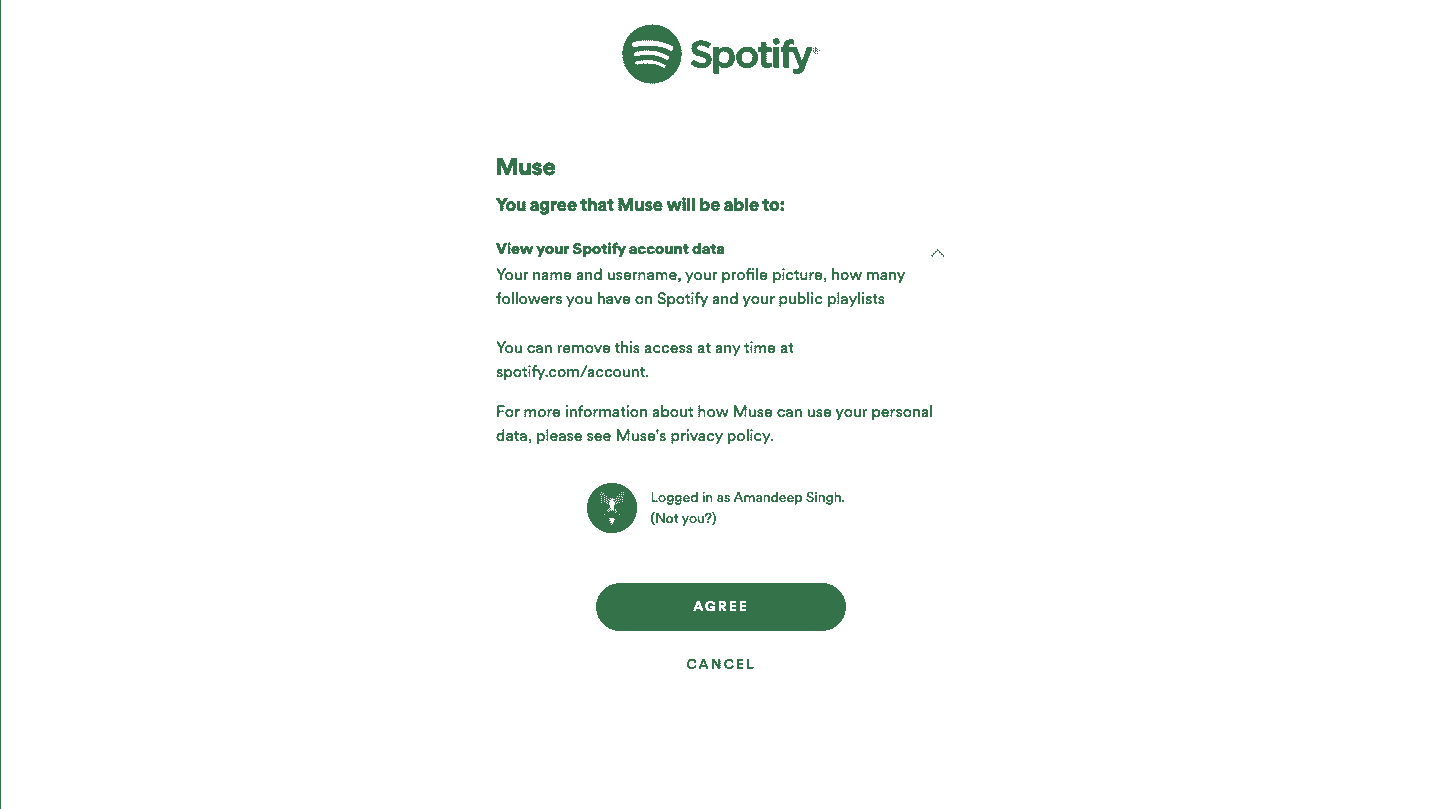 Spotify®
Muse
You agree that Muse will be able to:
View your Spotify account data
Your name and username, your profile picture, how many
followers you have on Spotify and your public playlists
You can remove this access at any time at
spotify.com/account.
For more information about how Muse can use your personal
data, please see Muse's privacy policy.
Logged in as Amandeep Singh.
(Not you?)
AGREE
CANCEL